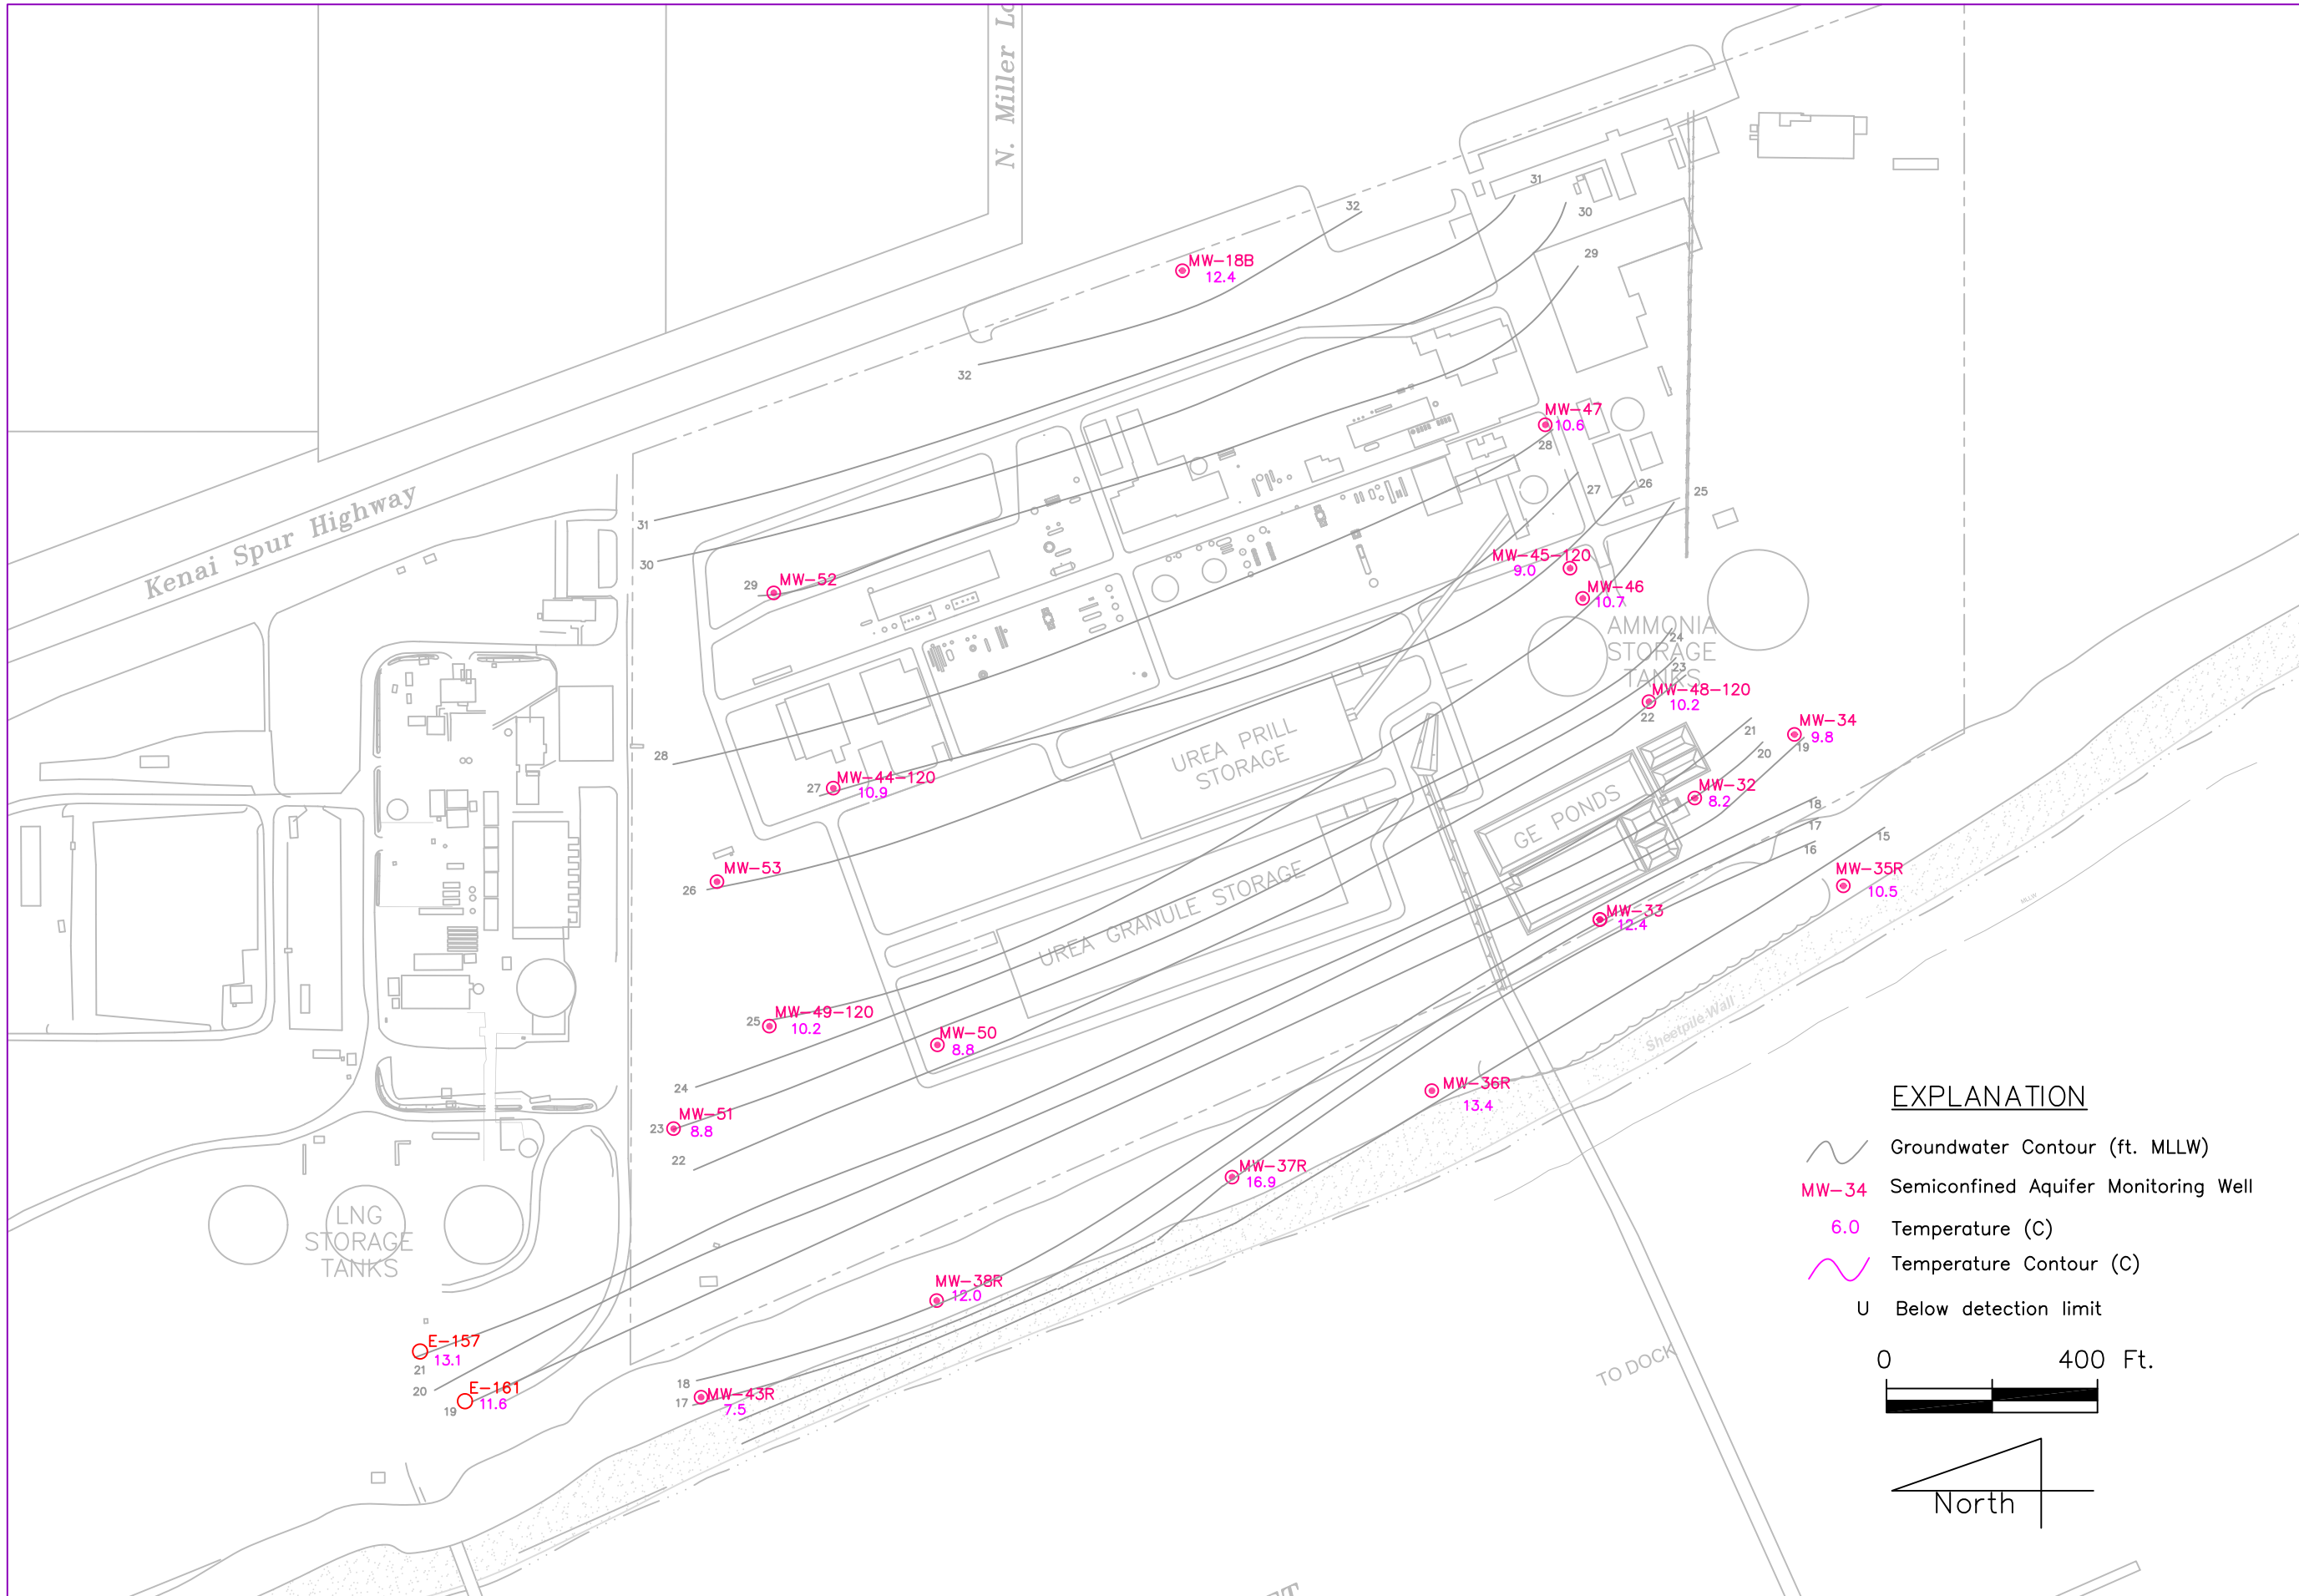 N. Miller Lo
Kenai Spur Highway
32
31
30
29
MW-18B
12.4
32
MW-47
10.6
28
27
26
25
31
30
29
MW-52
MW-45-120
9.0
MW-46
10.7
AMMONIA
STORAGE
TANKS
24
23
MW-48-120
10.2
22
21
20
MW-34
9.8
19
28
UREA PRILL
STORAGE
27
MW-44-120
10.9
MW-32
8.2
GE PONDS
18
17
16
15
MW-53
26
MW-35R
10.5
MLLW
UREA GRANULE STORAGE
MW-33
12.4
25
MW-49-120
10.2
MW-50
8.8
Sheetpile Wall
24
MW-36R
13.4
23
MW-51
8.8
22
MW-37R
16.9
LNG
STORAGE
TANKS
MW-38R
12.0
E-157
13.1
21
20
E-161
11.6
19
18
17
MW-43R
7.5
TO DOCK
EXPLANATION
Groundwater Contour (ft. MLLW)
MW-34 Semiconfined Aquifer Monitoring Well
6.0 Temperature (C)
Temperature Contour (C)
U Below detection limit
0 400 Ft.
North
ET